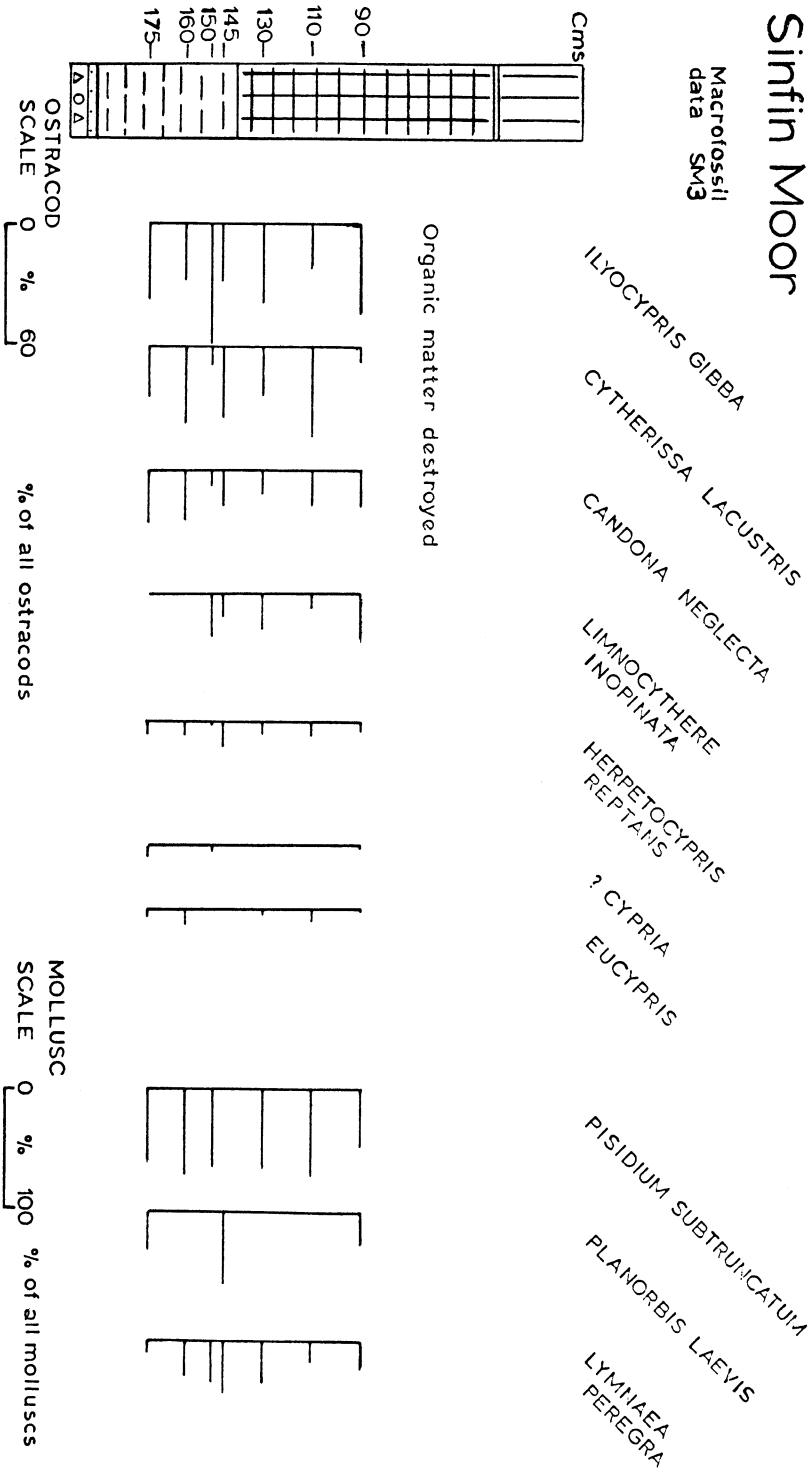 Sinfin Moor
Macrofossil
data SM3
Cms
90
110
130
145
150
160
175
Organic matter destroyed
ILYOCYPRIS GIBBA
CYTHERISSA LACUSTRIS
CANDONA NEGLECTA
LIMNOCYTHERE
INOPINATA
HERPETOCYPRIS
REPTANS
? CYPRIA
EUCYPRIS
PISIDIUM SUBTRUNCATUM
PLANORBIS LAEVIS
LYMNAEA
PEREGRA
OSTRACOD
SCALE
0 % 60
% of all ostracods
MOLLUSC
SCALE
0 % 100
% of all molluscs